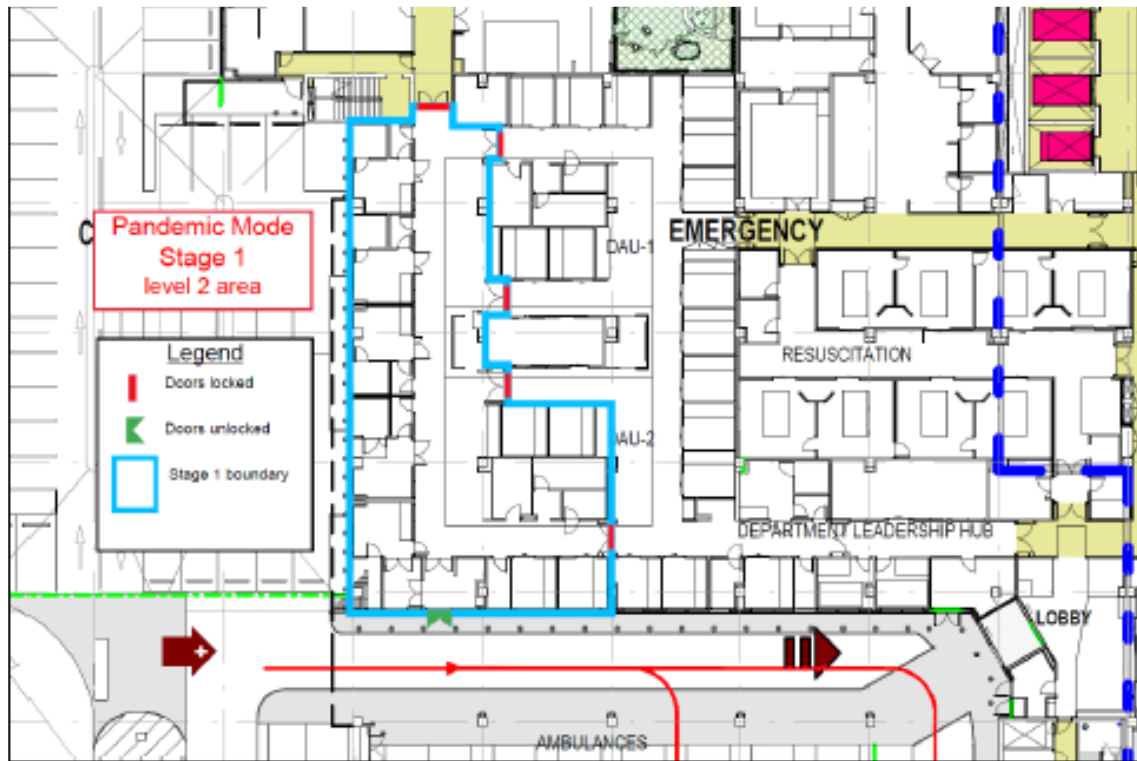 Pandemic Mode
Stage 1
level 2 area
C
Legend
Doors locked
Doors unlocked
Stage 1 boundary
EMERGENCY
DAU-1
RESUSCITATION
DAU-2
DEPARTMENT LEADERSHIP HUB
LOBBY
AMBULANCES